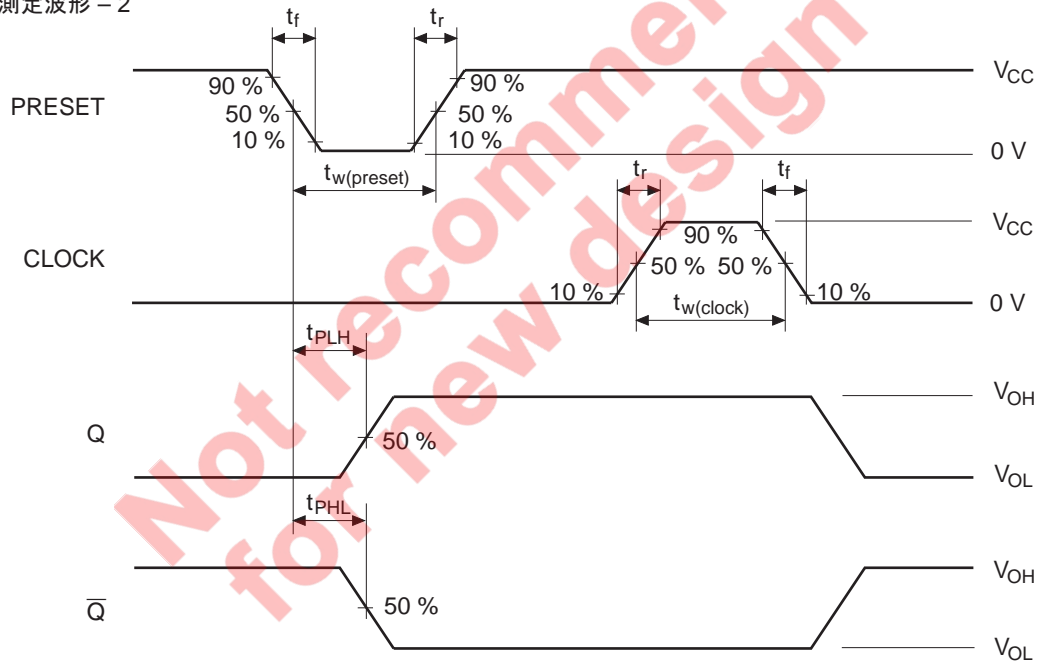 測定波形 – 2
tf
tr
90 %
90 %
VCC
PRESET
50 %
50 %
10 %
10 %
0 V
tw(preset)
tr
tf
VCC
90 %
CLOCK
50 %
50 %
10 %
10 %
tw(clock)
0 V
tPLH
VOH
Q
50 %
VOL
tPHL
VOH
Q̅
50 %
VOL
Not recommen
for new design